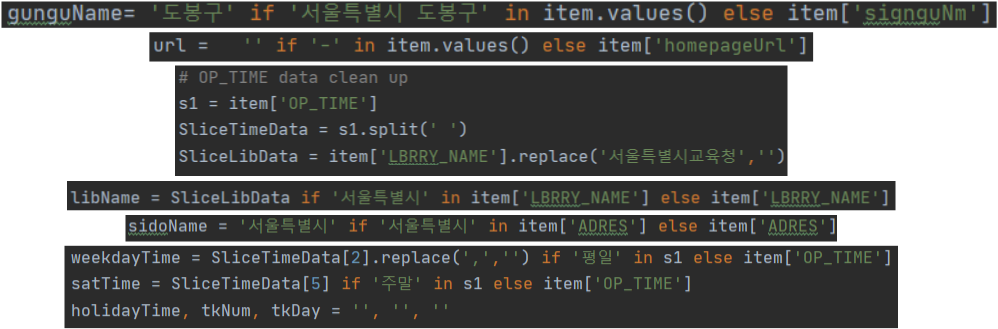 gunguName= '도봉구' if '서울특별시 도봉구' in item.values() else item['signguNm']
url =   '' if '-' in item.values() else item['homepageUrl']
# OP_TIME data clean up
s1 = item['OP_TIME']
SliceTimeData = s1.split(' ')
SliceLibData = item['LBRRY_NAME'].replace('서울특별시교육청','')
libName = SliceLibData if '서울특별시' in item['LBRRY_NAME'] else item['LBRRY_NAME']
sidoName = '서울특별시' if '서울특별시' in item['ADRES'] else item['ADRES']
weekdayTime = SliceTimeData[2].replace(',','') if '평일' in s1 else item['OP_TIME']
satTime = SliceTimeData[5] if '주말' in s1 else item['OP_TIME']
holidayTime, tkNum, tkDay = '', '', ''